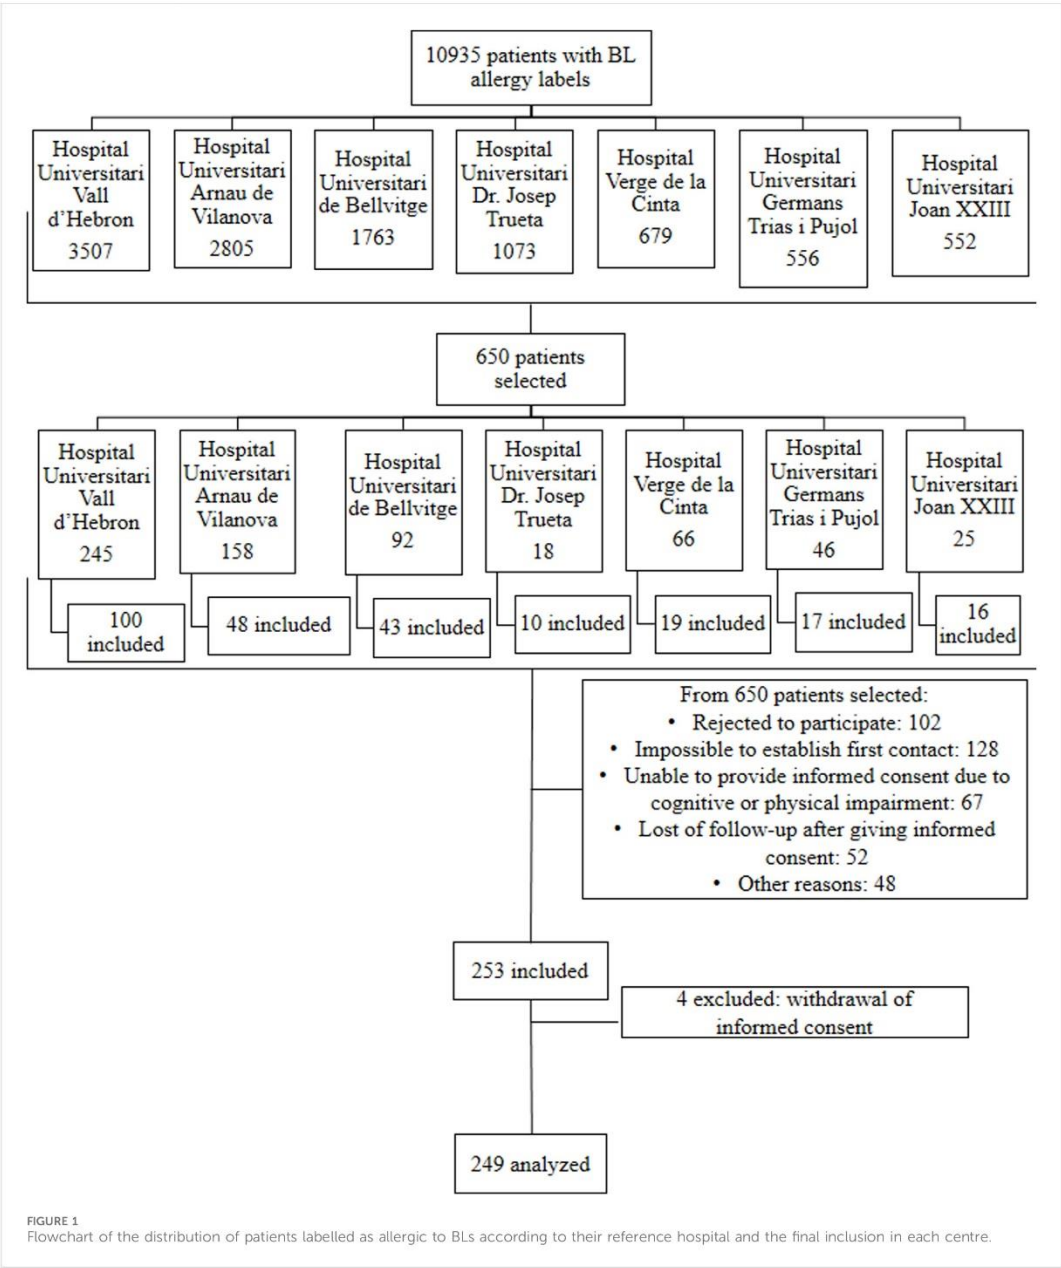 10935 patients with BL
allergy labels
Hospital
Universitari
Vall
d'Hebron
3507
Hospital
Universitari
Arnau de
Vilanova
2805
Hospital
Universitari
de Bellvitge
1763
Hospital
Universitari
Dr. Josep
Trueta
1073
Hospital
Verge de la
Cinta
679
Hospital
Universitari
Germans
Trias i Pujol
556
Hospital
Universitari
Joan XXIII
552
650 patients
selected
Hospital
Universitari
Vall
d'Hebron
245
Hospital
Universitari
Arnau de
Vilanova
158
Hospital
Universitari
de Bellvitge
92
Hospital
Universitari
Dr. Josep
Trueta
18
Hospital
Verge de la
Cinta
66
Hospital
Universitari
Germans
Trias i Pujol
46
Hospital
Universitari
Joan XXIII
25
100
included
48 included
43 included
10 included
19 included
17 included
16
included
From 650 patients selected:
• Rejected to participate: 102
• Impossible to establish first contact: 128
• Unable to provide informed consent due to
cognitive or physical impairment: 67
• Lost of follow-up after giving informed
consent: 52
• Other reasons: 48
253 included
4 excluded: withdrawal of
informed consent
249 analyzed
FIGURE 1
Flowchart of the distribution of patients labelled as allergic to BLs according to their reference hospital and the final inclusion in each centre.